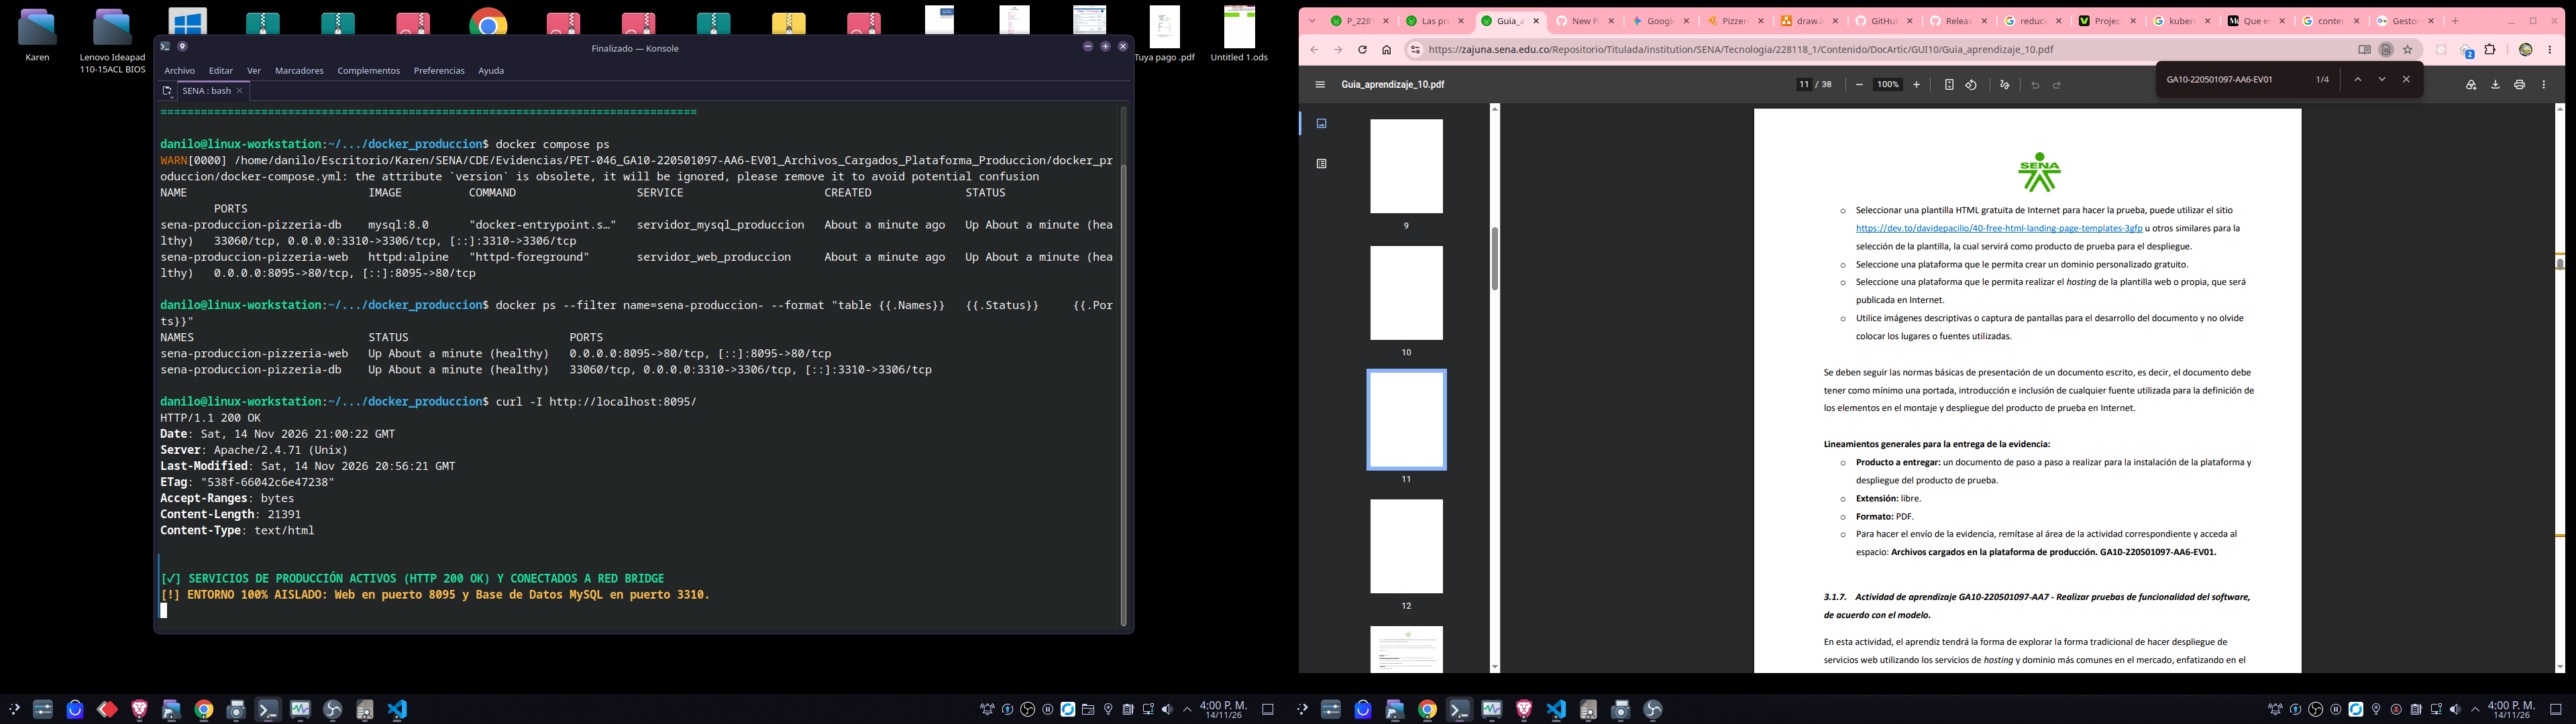 Karen
Lenovo Ideapad
110-15ACL BIOS
Tuya pago .pdf
Untitled 1.ods
Finalizado — Konsole
Archivo Editar Ver Marcadores Complementos Preferencias Ayuda
SENA : bash
================================================================================
danilo@linux-workstation:~/.../docker_produccion$ docker compose ps
WARN[0000] /home/danilo/Escritorio/Karen/SENA/CDE/Evidencias/PET-046_GA10-220501097-AA6-EV01_Archivos_Cargados_Plataforma_Produccion/docker_pr
oduccion/docker-compose.yml: the attribute `version` is obsolete, it will be ignored, please remove it to avoid potential confusion
NAME IMAGE COMMAND SERVICE CREATED STATUS
PORTS
sena-produccion-pizzeria-db mysql:8.0 "docker-entrypoint.s…" servidor_mysql_produccion About a minute ago Up About a minute (hea
lthy) 33060/tcp, 0.0.0.0:3310->3306/tcp, [::]:3310->3306/tcp
sena-produccion-pizzeria-web httpd:alpine "httpd-foreground" servidor_web_produccion About a minute ago Up About a minute (hea
lthy) 0.0.0.0:8095->80/tcp, [::]:8095->80/tcp
danilo@linux-workstation:~/.../docker_produccion$ docker ps --filter name=sena-produccion- --format "table {{.Names}} {{.Status}} {{.Por
ts}}"
NAMES STATUS PORTS
sena-produccion-pizzeria-web Up About a minute (healthy) 0.0.0.0:8095->80/tcp, [::]:8095->80/tcp
sena-produccion-pizzeria-db Up About a minute (healthy) 33060/tcp, 0.0.0.0:3310->3306/tcp, [::]:3310->3306/tcp
danilo@linux-workstation:~/.../docker_produccion$ curl -I http://localhost:8095/
HTTP/1.1 200 OK
Date: Sat, 14 Nov 2026 21:00:22 GMT
Server: Apache/2.4.71 (Unix)
Last-Modified: Sat, 14 Nov 2026 20:56:21 GMT
ETag: "538f-66042c6e47238"
Accept-Ranges: bytes
Content-Length: 21391
Content-Type: text/html
[✓] SERVICIOS DE PRODUCCIÓN ACTIVOS (HTTP 200 OK) Y CONECTADOS A RED BRIDGE
[!] ENTORNO 100% AISLADO: Web en puerto 8095 y Base de Datos MySQL en puerto 3310.
4:00 P. M.
14/11/26
P_2281 Las pr Guia_a New P Google Pizzeri draw. GitHub Releas reduci Projec kubern Que e conter Gestor
https://zajuna.sena.edu.co/Repositorio/Titulada/institution/SENA/Tecnologia/228118_1/Contenido/DocArtic/GUI10/Guia_aprendizaje_10.pdf
Guia_aprendizaje_10.pdf
11 / 38
100%
GA10-220501097-AA6-EV01 1/4
9
10
11
12
SENA
o Seleccionar una plantilla HTML gratuita de Internet para hacer la prueba, puede utilizar el sitio
https://dev.to/davidepacilio/40-free-html-landing-page-templates-3gfp u otros similares para la
selección de la plantilla, la cual servirá como producto de prueba para el despliegue.
o Seleccione una plataforma que le permita crear un dominio personalizado gratuito.
o Seleccione una plataforma que le permita realizar el hosting de la plantilla web o propia, que será
publicada en Internet.
o Utilice imágenes descriptivas o captura de pantallas para el desarrollo del documento y no olvide
colocar los lugares o fuentes utilizadas.
Se deben seguir las normas básicas de presentación de un documento escrito, es decir, el documento debe
tener como mínimo una portada, introducción e inclusión de cualquier fuente utilizada para la definición de
los elementos en el montaje y despliegue del producto de prueba en Internet.
Lineamientos generales para la entrega de la evidencia:
o Producto a entregar: un documento de paso a paso a realizar para la instalación de la plataforma y
despliegue del producto de prueba.
o Extensión: libre.
o Formato: PDF.
o Para hacer el envío de la evidencia, remítase al área de la actividad correspondiente y acceda al
espacio: Archivos cargados en la plataforma de producción. GA10-220501097-AA6-EV01.
3.1.7. Actividad de aprendizaje GA10-220501097-AA7 - Realizar pruebas de funcionalidad del software,
de acuerdo con el modelo.
En esta actividad, el aprendiz tendrá la forma de explorar la forma tradicional de hacer despliegue de
servicios web utilizando los servicios de hosting y dominio más comunes en el mercado, enfatizando en el
4:00 P. M.
14/11/26